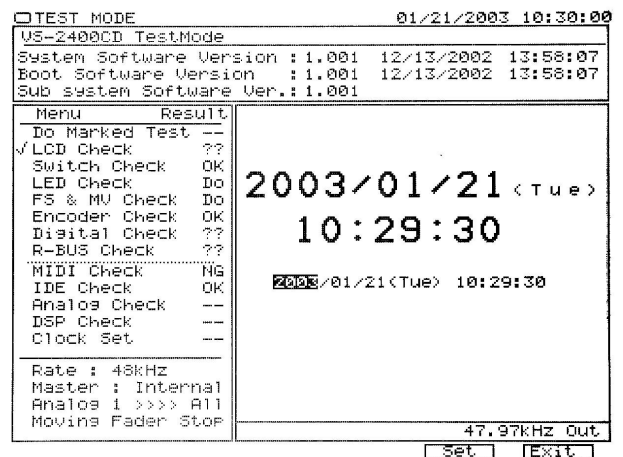 TEST MODE 01/21/2003 10:30:00
VS-2400CD TestMode
System Software Version :1.001 12/13/2002 13:58:07
Boot Software Version :1.001 12/13/2002 13:58:07
Sub system Software Ver.:1.001
Menu Result
Do Marked Test --
√LCD Check ??
Switch Check OK
LED Check Do
FS & MV Check Do
Encoder Check OK
Digital Check ??
R-BUS Check ??
MIDI Check NG
IDE Check OK
Analog Check --
DSP Check --
Clock Set --
Rate : 48kHz
Master : Internal
Analog 1 >>>> All
Moving Fader Stop
2003/01/21(Tue)
10:29:30
2003/01/21(Tue) 10:29:30
47.97kHz Out
Set Exit